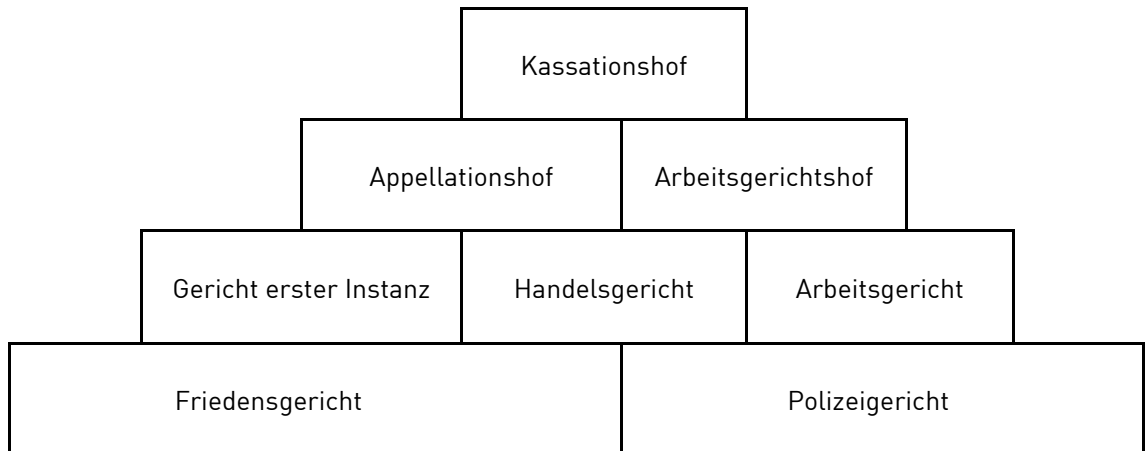 Kassationshof
Appellationshof
Arbeitsgerichtshof
Gericht erster Instanz
Handelsgericht
Arbeitsgericht
Friedensgericht
Polizeigericht